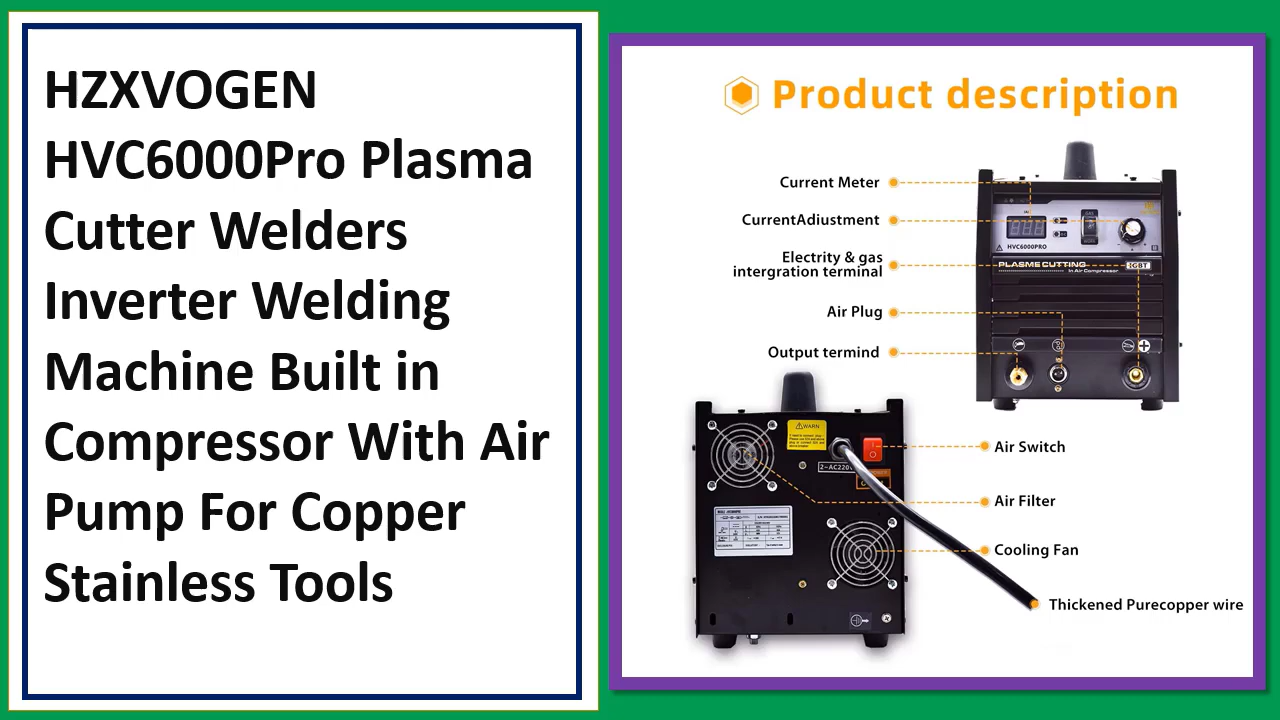 HZXVOGEN
HVC6000Pro Plasma
Cutter Welders
Inverter Welding
Machine Built in
Compressor With Air
Pump For Copper
Stainless Tools
Product description
Current Meter
CurrentAdiustment
Electrity & gas
intergration terminal
Air Plug
Output termind
HVC6000PRO
PLASME CUTTING
In Air Compressor
IGBT
WARN
2-AC220V
Air Switch
Air Filter
Cooling Fan
Thickened Purecopper wire